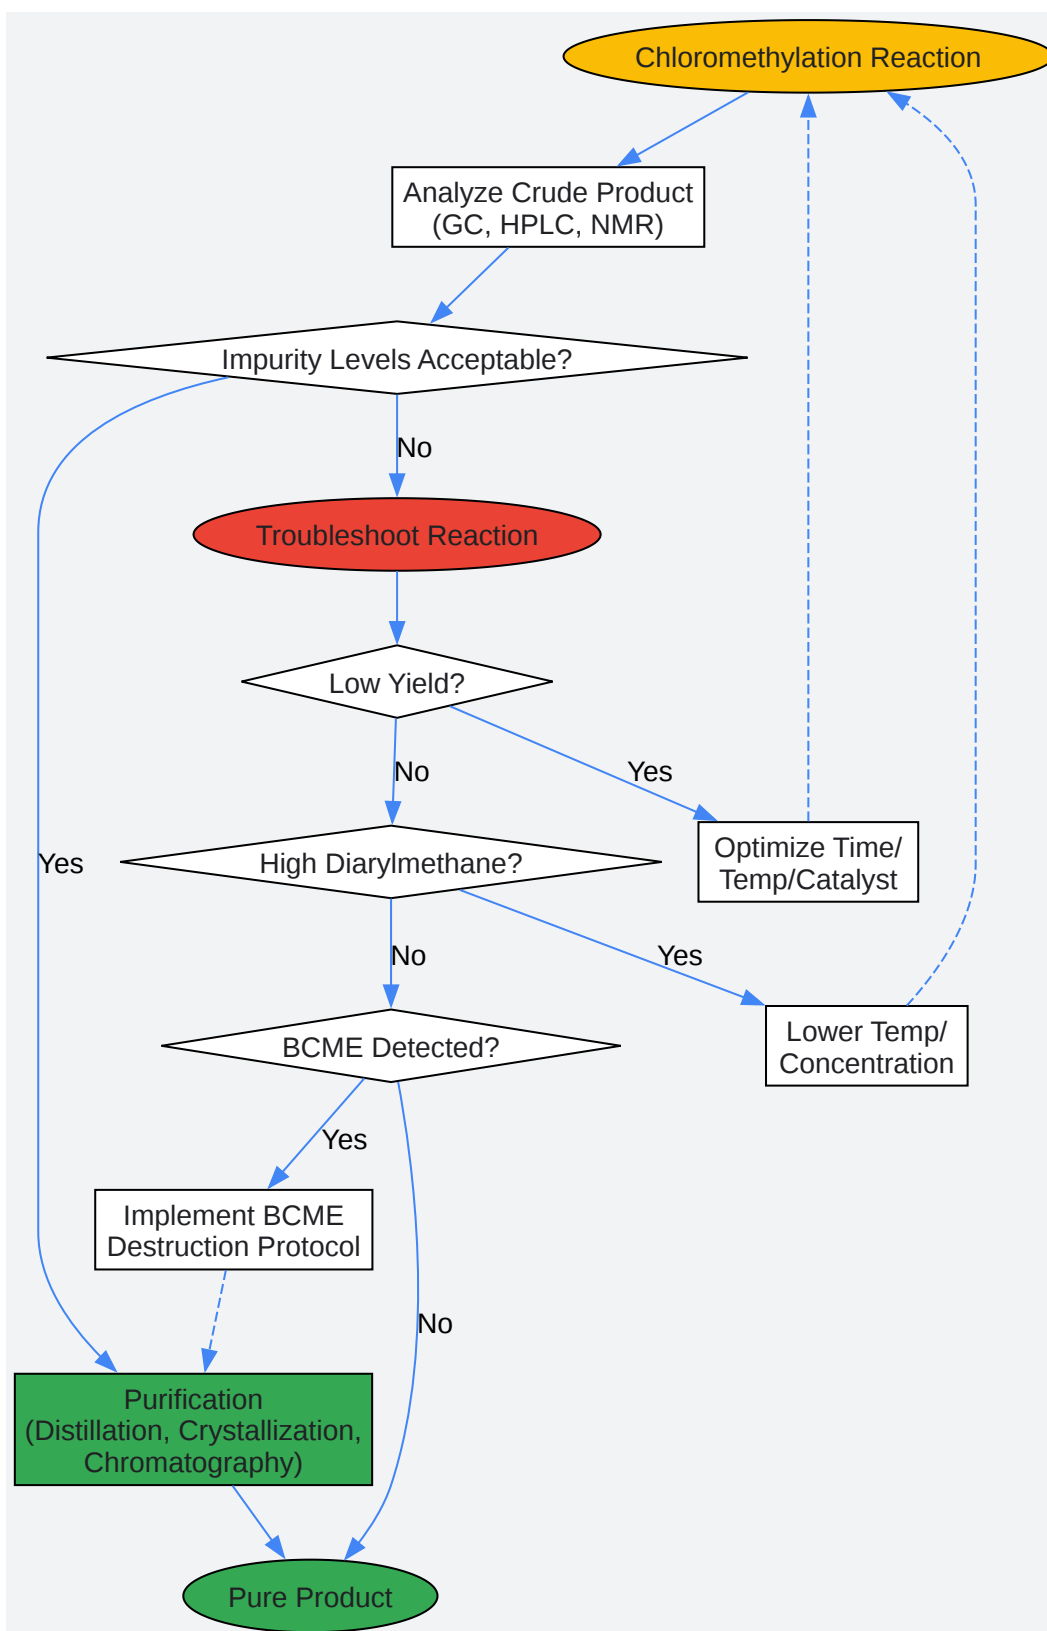 Chloromethylation Reaction
Analyze Crude Product
(GC, HPLC, NMR)
Impurity Levels Acceptable?
No
Troubleshoot Reaction
Low Yield?
No
Yes
Optimize Time/
Temp/Catalyst
Yes
High Diarylmethane?
No
Yes
Lower Temp/
Concentration
BCME Detected?
Yes
Implement BCME
Destruction Protocol
No
Purification
(Distillation, Crystallization,
Chromatography)
Pure Product